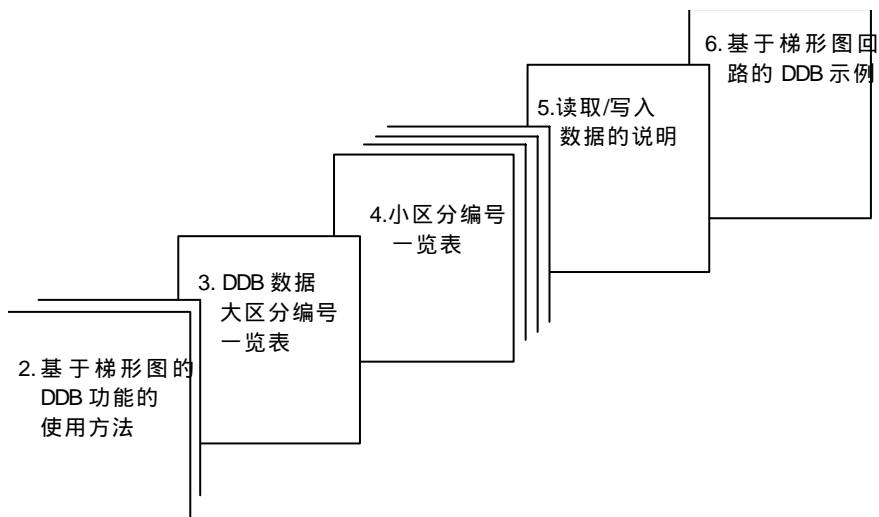 2.基于梯形图的
DDB 功能的
使用方法
3. DDB 数据
大区分编号
一览表
4.小区分编号
一览表
5.读取/写入
数据的说明
6.基于梯形图回
路的 DDB 示例